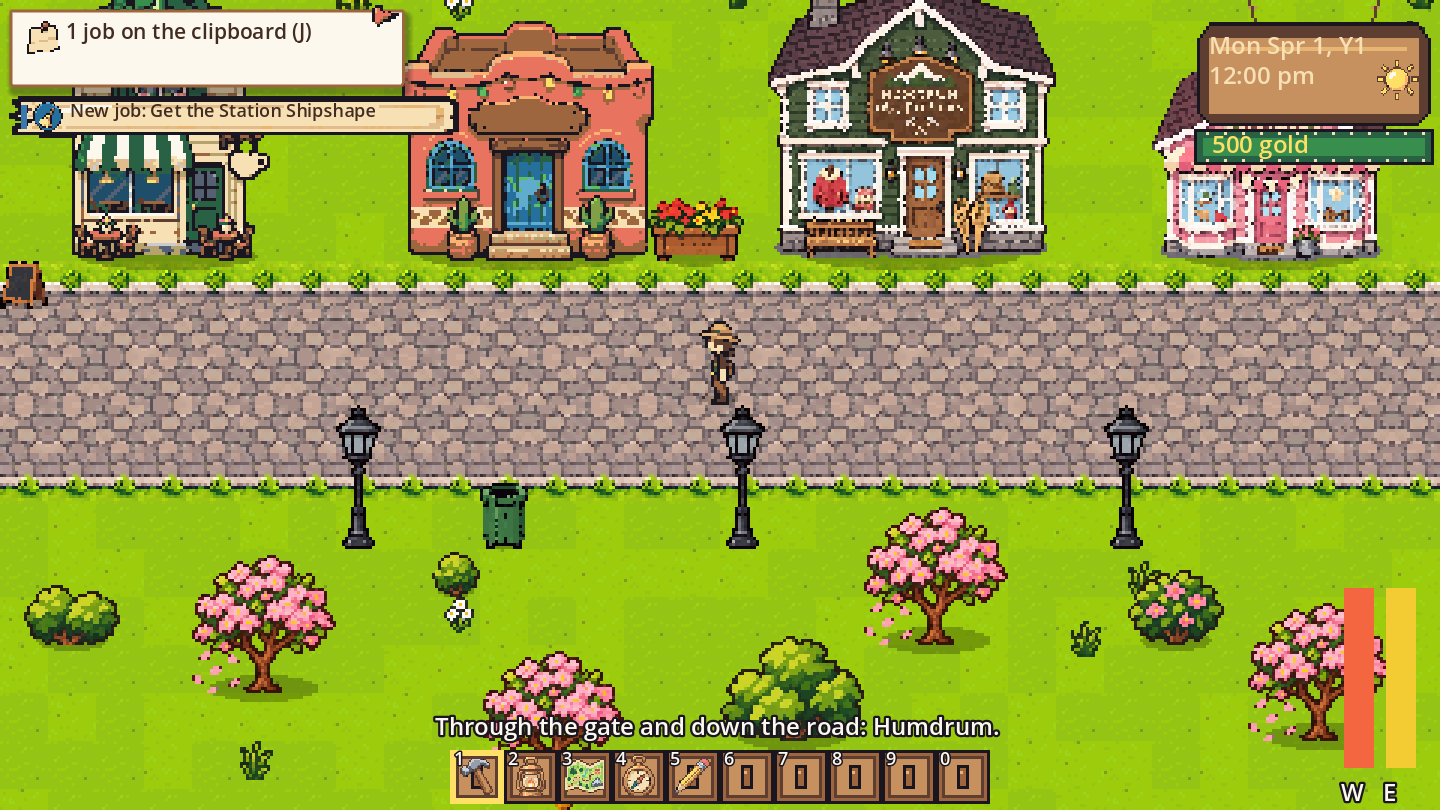 1 job on the clipboard (J)
New job: Get the Station Shipshape
Mon Spr 1, Y1
12:00 pm
500 gold
Through the gate and down the road: Humdrum.
1 2 3 4 5 6 7 8 9 0
W E